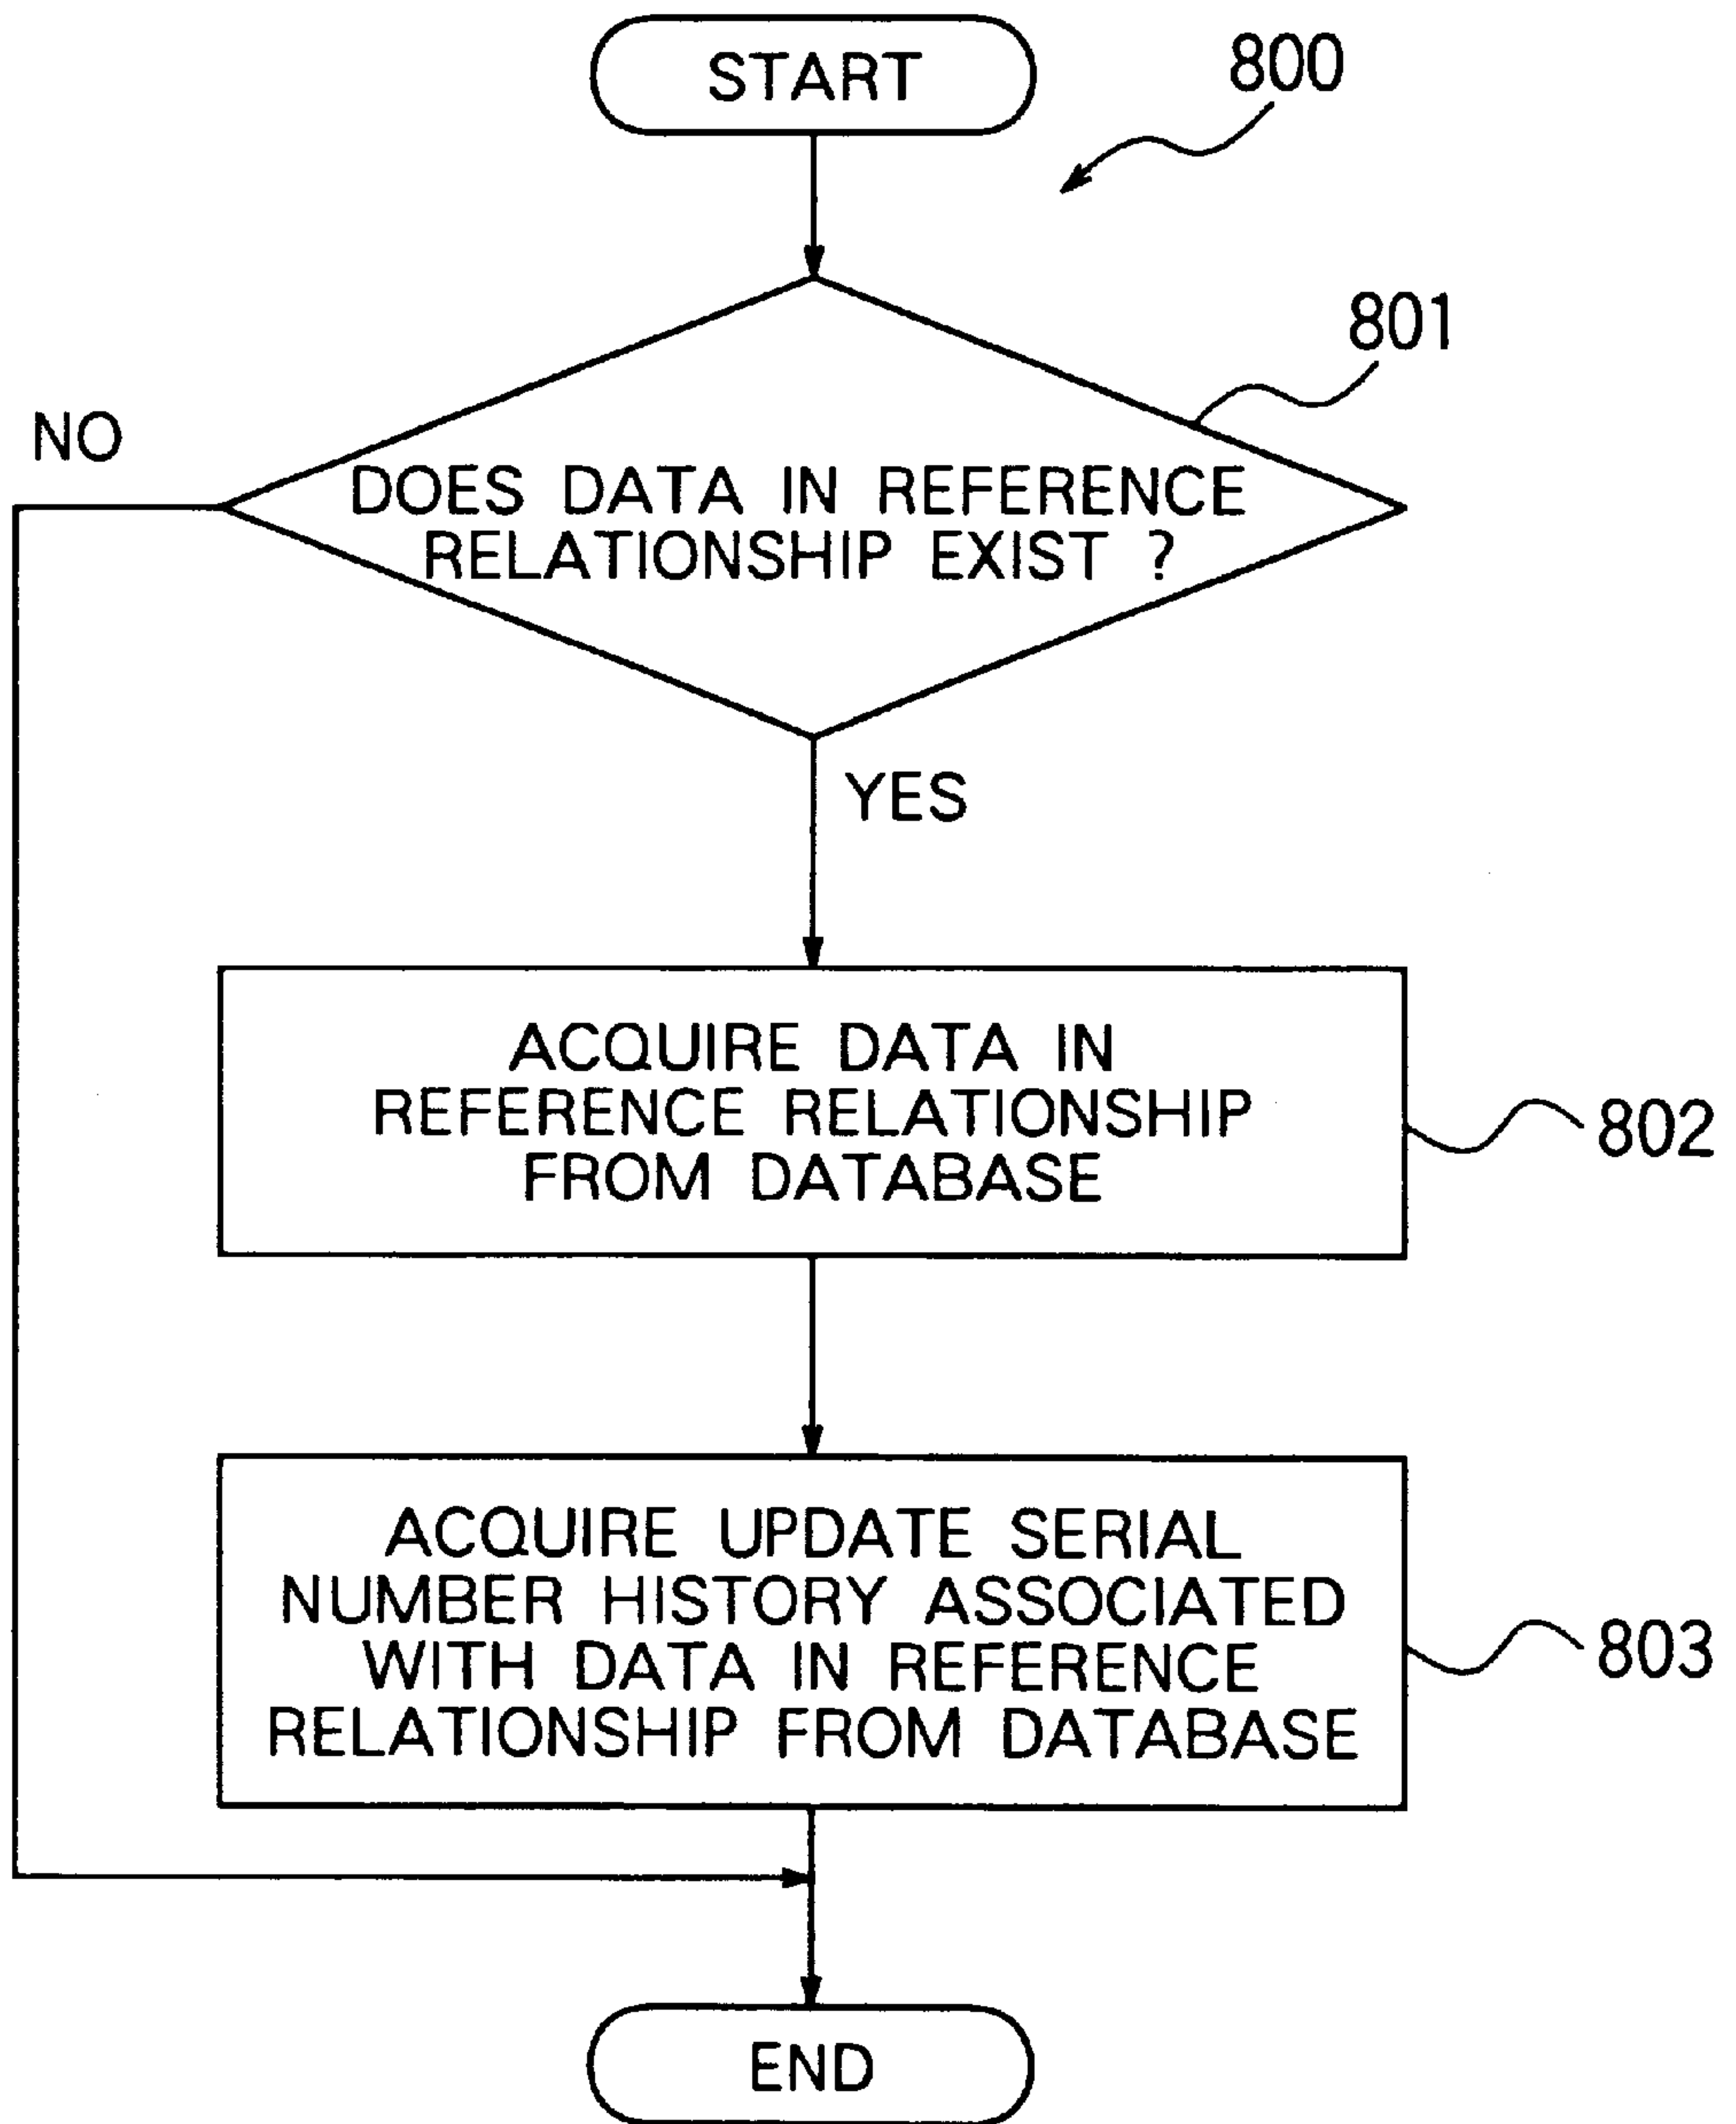 START
800
801
NO
DOES DATA IN REFERENCE
RELATIONSHIP EXIST ?
YES
ACQUIRE DATA IN
REFERENCE RELATIONSHIP
FROM DATABASE
802
ACQUIRE UPDATE SERIAL
NUMBER HISTORY ASSOCIATED
WITH DATA IN REFERENCE
RELATIONSHIP FROM DATABASE
803
END